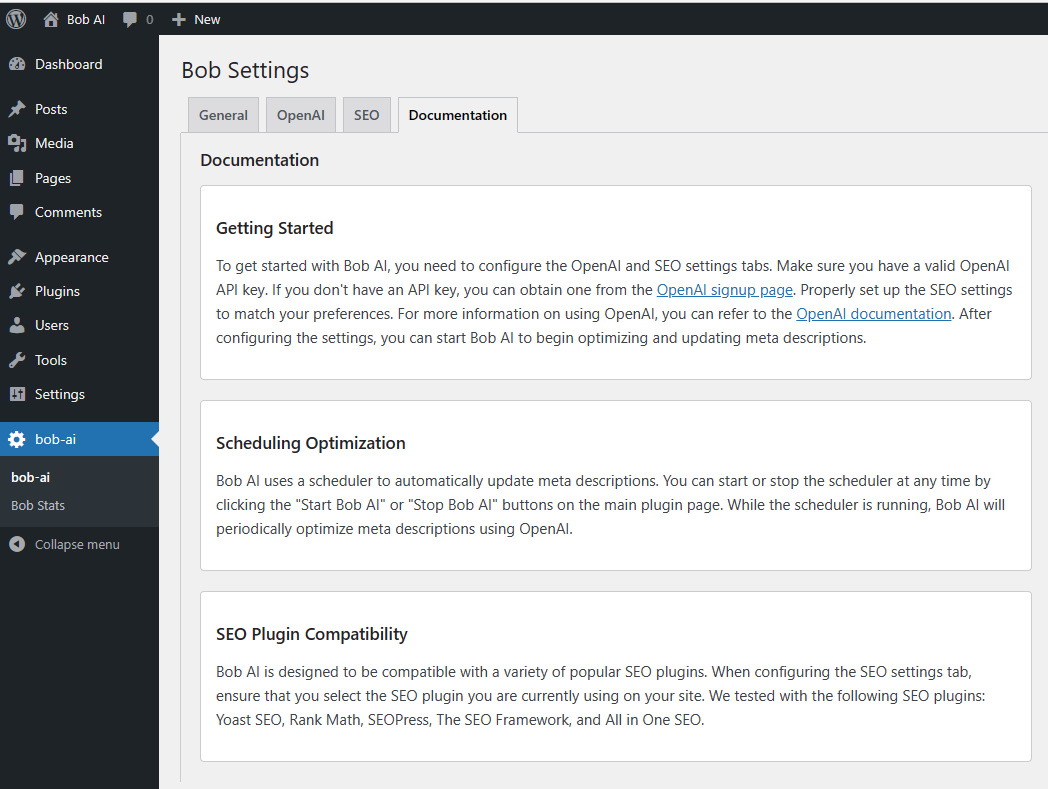 Bob AI 0 New
Dashboard
Posts
Media
Pages
Comments
Appearance
Plugins
Users
Tools
Settings
bob-ai
bob-ai
Bob Stats
Collapse menu
Bob Settings
General OpenAI SEO Documentation
Documentation
Getting Started
To get started with Bob AI, you need to configure the OpenAI and SEO settings tabs. Make sure you have a valid OpenAI
API key. If you don't have an API key, you can obtain one from the OpenAI signup page. Properly set up the SEO settings
to match your preferences. For more information on using OpenAI, you can refer to the OpenAI documentation. After
configuring the settings, you can start Bob AI to begin optimizing and updating meta descriptions.
Scheduling Optimization
Bob AI uses a scheduler to automatically update meta descriptions. You can start or stop the scheduler at any time by
clicking the "Start Bob AI" or "Stop Bob AI" buttons on the main plugin page. While the scheduler is running, Bob AI will
periodically optimize meta descriptions using OpenAI.
SEO Plugin Compatibility
Bob AI is designed to be compatible with a variety of popular SEO plugins. When configuring the SEO settings tab,
ensure that you select the SEO plugin you are currently using on your site. We tested with the following SEO plugins:
Yoast SEO, Rank Math, SEOPress, The SEO Framework, and All in One SEO.